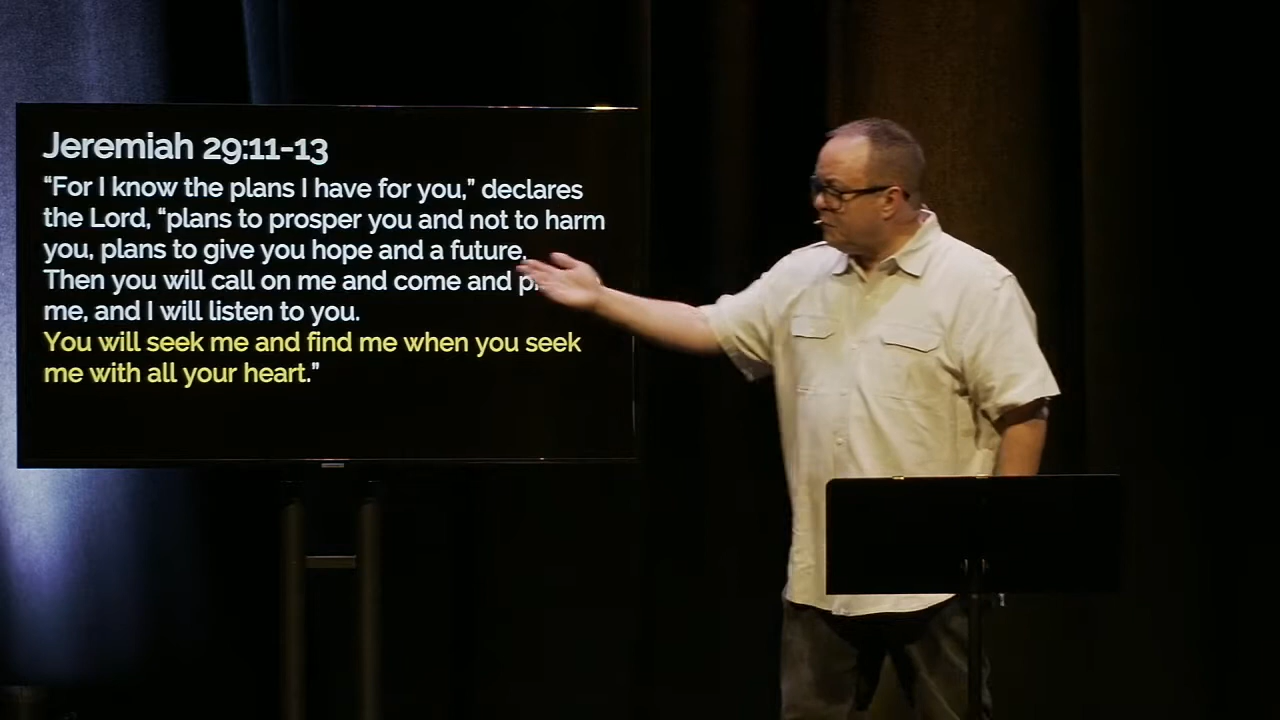 Jeremiah 29:11-13
“For I know the plans I have for you,” declares
the Lord, “plans to prosper you and not to harm
you, plans to give you hope and a future.
Then you will call on me and come and
me, and I will listen to you.
You will seek me and find me when you seek
me with all your heart.”